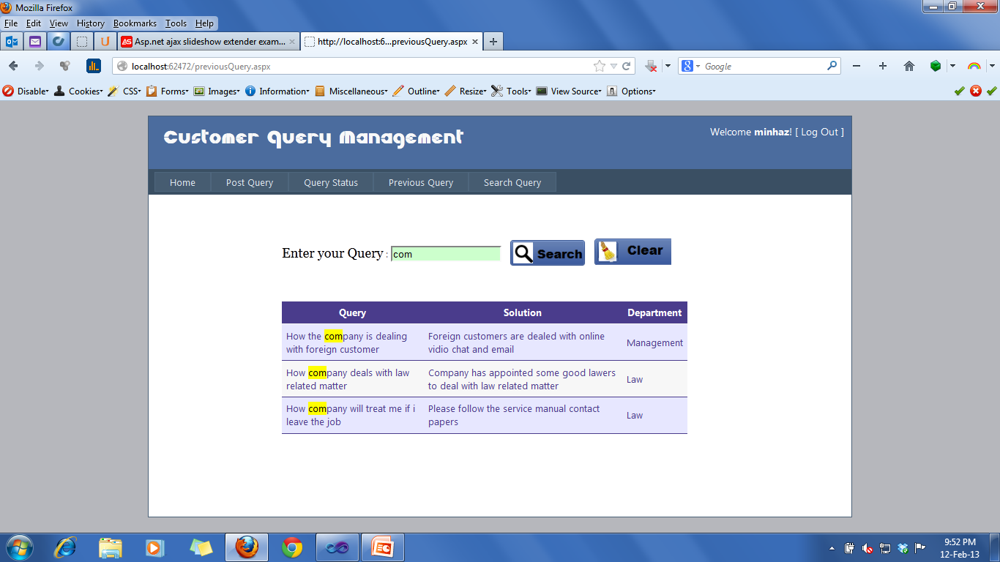 Mozilla Firefox
File Edit View History Bookmarks Tools Help
Asp.net ajax slideshow extender exam... http://localhost:6...previousQuery.aspx
localhost:62472/previousQuery.aspx Google
Disable Cookies CSS Forms Images Information Miscellaneous Outline Resize Tools View Source Options
Customer Query Management
Welcome minhaz! [ Log Out ]
Home Post Query Query Status Previous Query Search Query
Enter your Query : com Search Clear
Query Solution Department
How the company is dealing
with foreign customer
Foreign customers are dealed with online
vidio chat and email
Management
How company deals with law
related matter
Company has appointed some good lawers
to deal with law related matter
Law
How company will treat me if i
leave the job
Please follow the service manual contact
papers
Law
9:52 PM
12-Feb-13